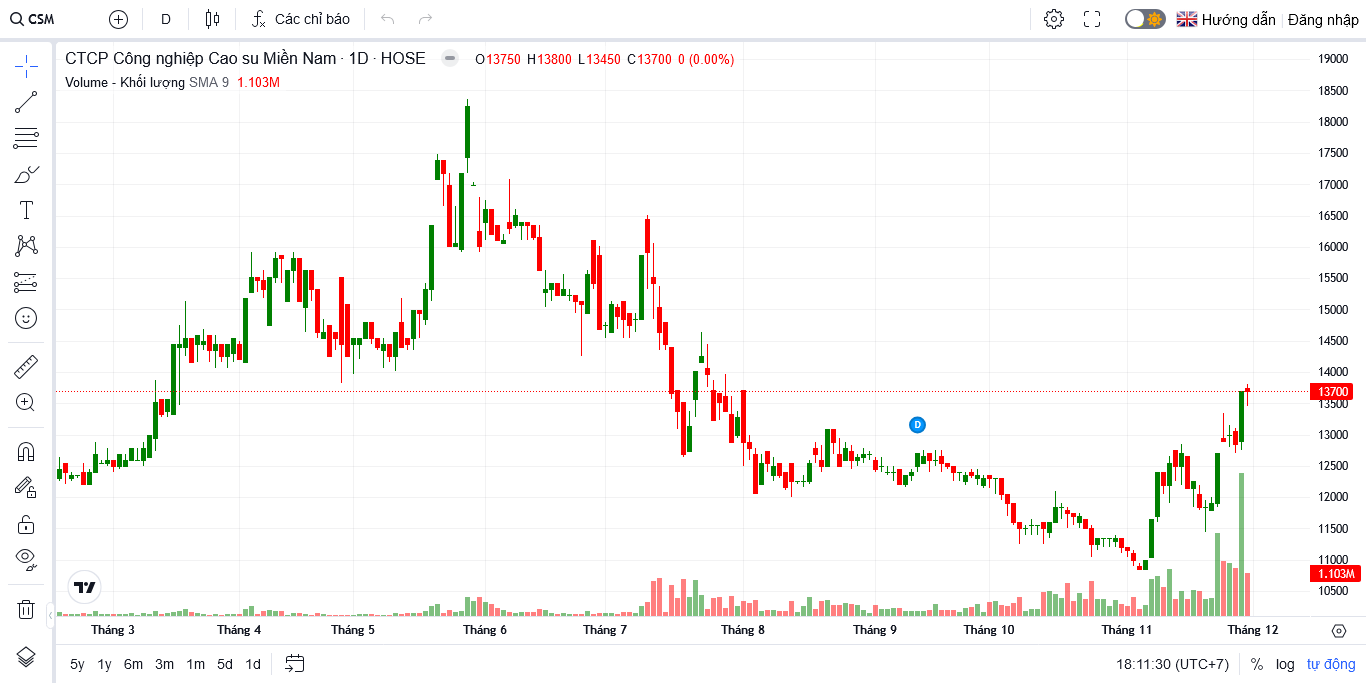 CSM D Các chỉ báo Hướng dẫn Đăng nhập
CTCP Công nghiệp Cao su Miền Nam · 1D · HOSE O13750 H13800 L13450 C13700 0 (0.00%)
Volume - Khối lượng SMA 9 1.103M
19000
18500
18000
17500
17000
16500
16000
15500
15000
14500
14000
13700
13500
13000
12500
12000
11500
11000
1.103M
10500
D
Tháng 3 Tháng 4 Tháng 5 Tháng 6 Tháng 7 Tháng 8 Tháng 9 Tháng 10 Tháng 11 Tháng 12
5y 1y 6m 3m 1m 5d 1d 18:11:30 (UTC+7) % log tự động